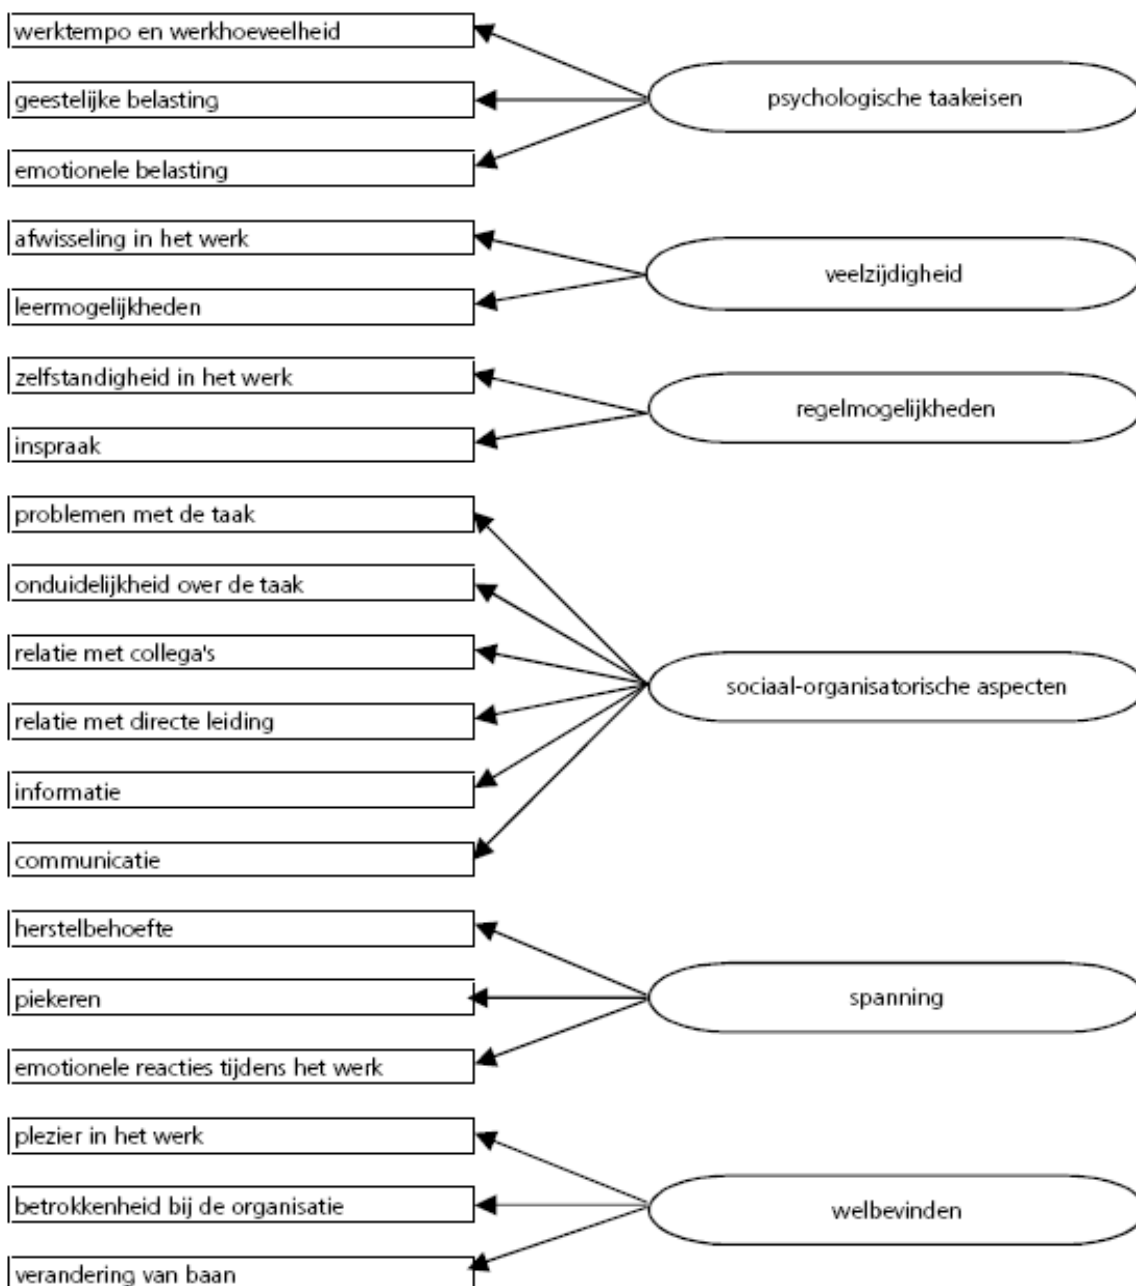 werktempo en werkhoeveelheid
geestelijke belasting
emotionele belasting
psychologische taakeisen
afwisseling in het werk
leermogelijkheden
veelzijdigheid
zelfstandigheid in het werk
inspraak
regelmogelijkheden
problemen met de taak
onduidelijkheid over de taak
relatie met collega's
relatie met directe leiding
informatie
communicatie
sociaal-organisatorische aspecten
herstelbehoefte
piekeren
emotionele reacties tijdens het werk
spanning
plezier in het werk
betrokkenheid bij de organisatie
verandering van baan
welbevinden